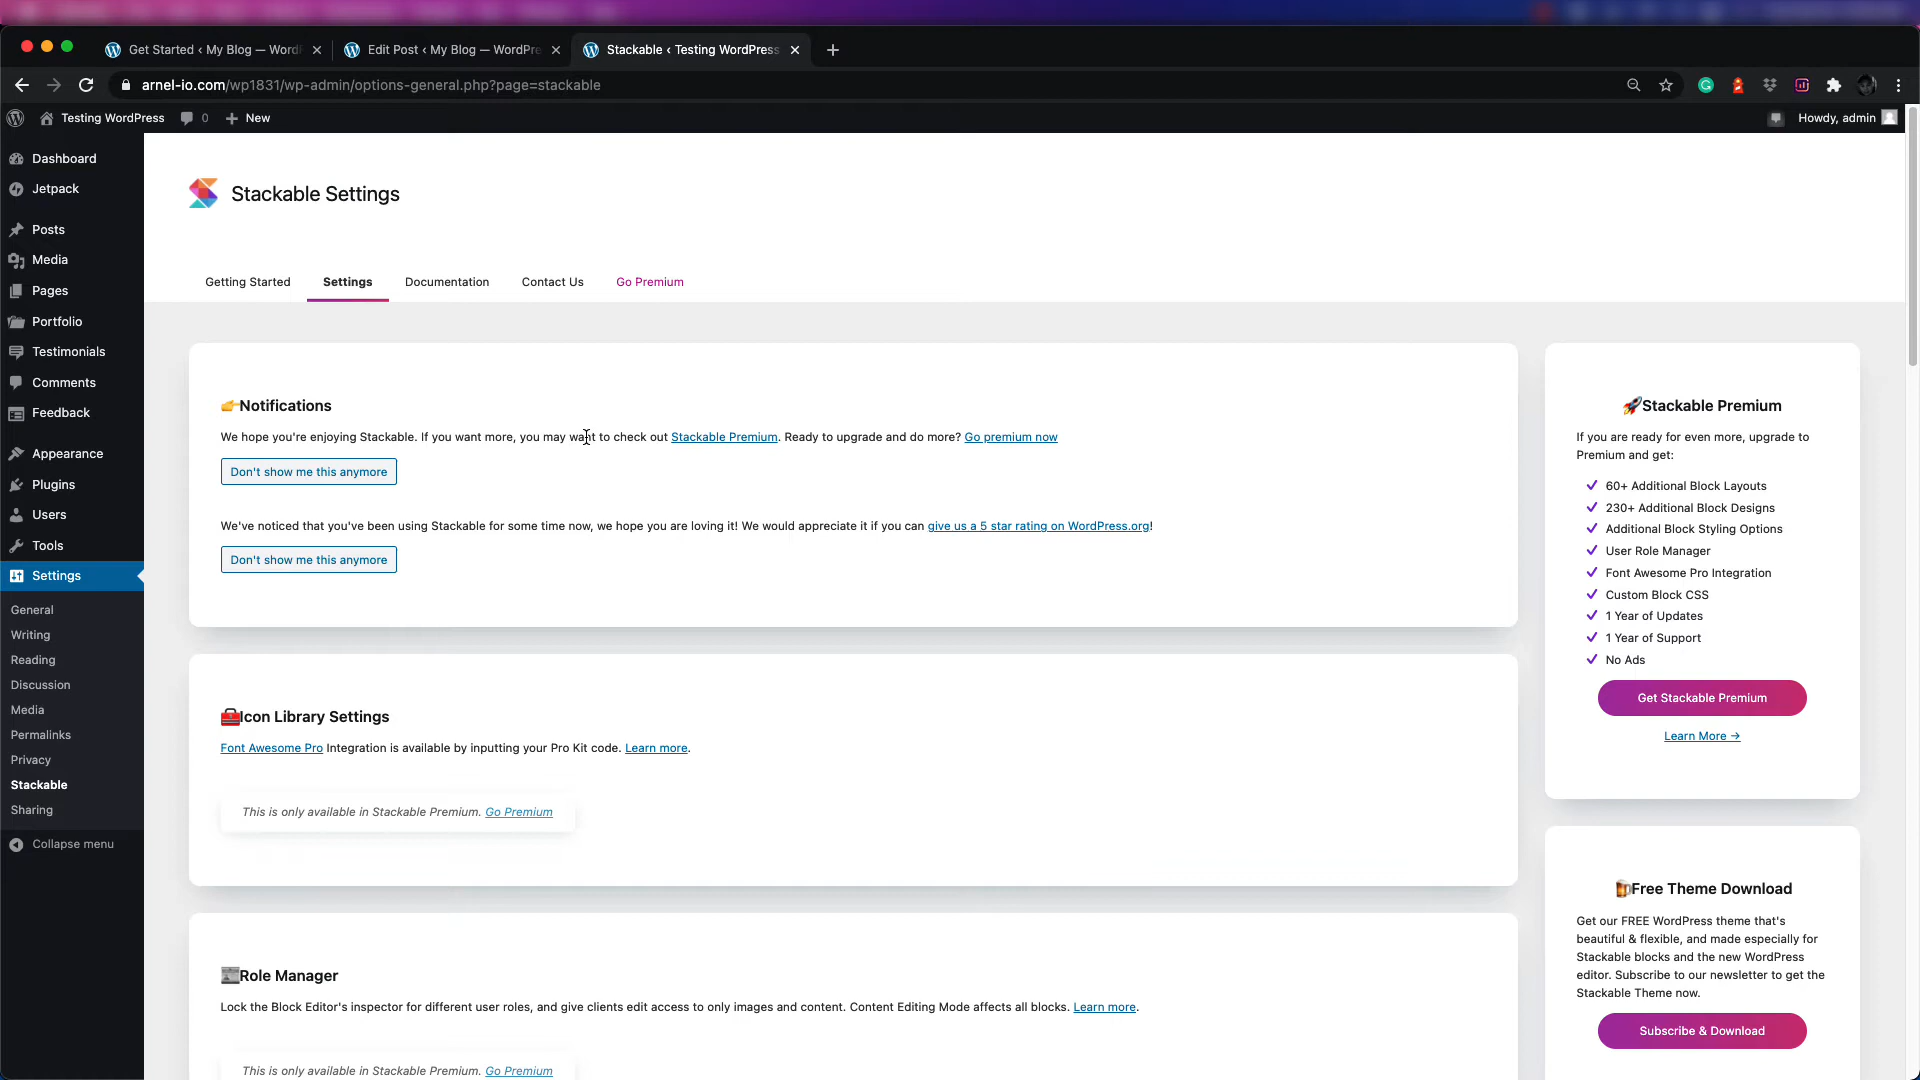 Get Started ‹ My Blog — Word
Edit Post ‹ My Blog — WordPre
Stackable ‹ Testing WordPress
arnel-io.com/wp1831/wp-admin/options-general.php?page=stackable
Testing WordPress
0
New
Howdy, admin
Dashboard
Jetpack
Posts
Media
Pages
Portfolio
Testimonials
Comments
Feedback
Appearance
Plugins
Users
Tools
Settings
General
Writing
Reading
Discussion
Media
Permalinks
Privacy
Stackable
Sharing
Collapse menu
Stackable Settings
Getting Started
Settings
Documentation
Contact Us
Go Premium
Notifications
We hope you're enjoying Stackable. If you want more, you may want to check out Stackable Premium. Ready to upgrade and do more? Go premium now
Don't show me this anymore
We've noticed that you've been using Stackable for some time now, we hope you are loving it! We would appreciate it if you can give us a 5 star rating on WordPress.org!
Don't show me this anymore
Icon Library Settings
Font Awesome Pro Integration is available by inputting your Pro Kit code. Learn more.
This is only available in Stackable Premium. Go Premium
Role Manager
Lock the Block Editor's inspector for different user roles, and give clients edit access to only images and content. Content Editing Mode affects all blocks. Learn more.
This is only available in Stackable Premium. Go Premium
Stackable Premium
If you are ready for even more, upgrade to
Premium and get:
60+ Additional Block Layouts
230+ Additional Block Designs
Additional Block Styling Options
User Role Manager
Font Awesome Pro Integration
Custom Block CSS
1 Year of Updates
1 Year of Support
No Ads
Get Stackable Premium
Learn More →
Free Theme Download
Get our FREE WordPress theme that's
beautiful & flexible, and made especially for
Stackable blocks and the new WordPress
editor. Subscribe to our newsletter to get the
Stackable Theme now.
Subscribe & Download